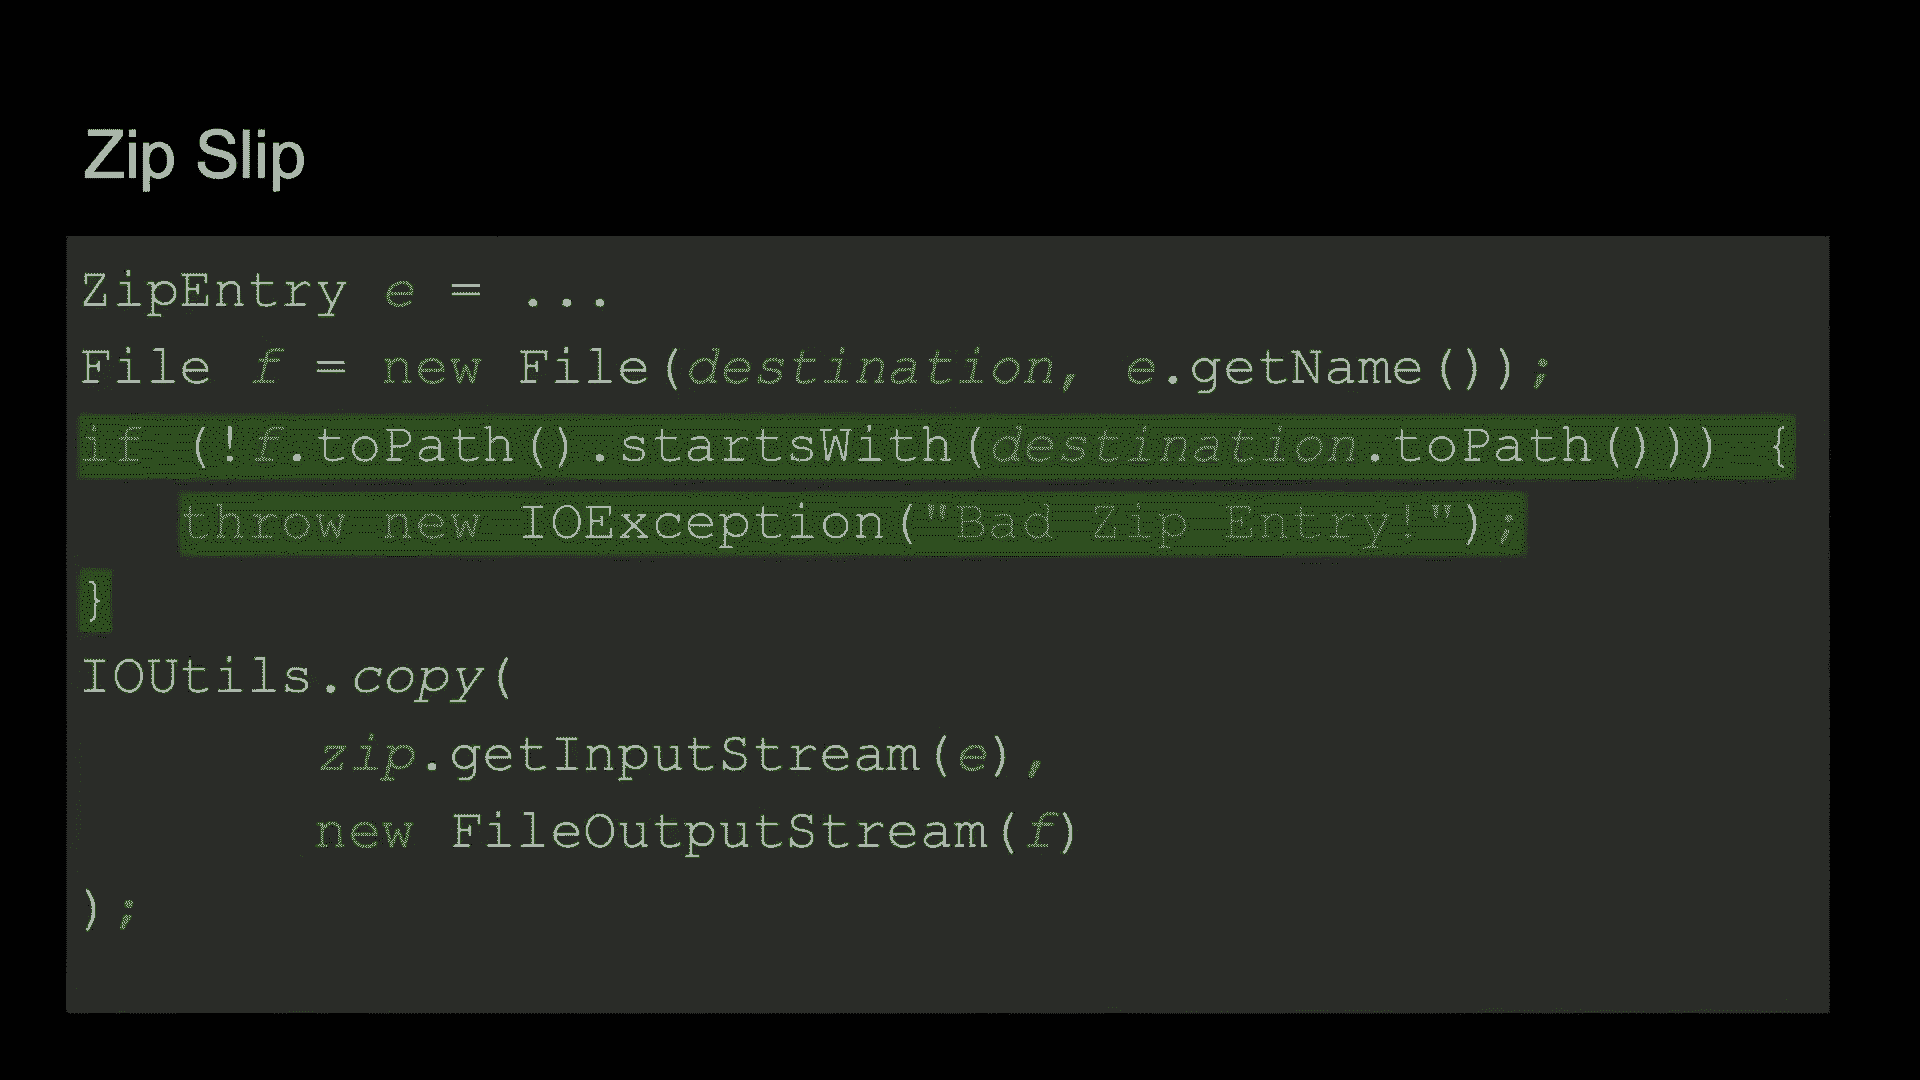 Zip Slip
ZipEntry e = ...
File f = new File(destination, e.getName());
if (!f.toPath().startsWith(destination.toPath())) {
throw new IOException("Bad Zip Entry!");
}
IOUtils.copy(
zip.getInputStream(e),
new FileOutputStream(f)
);